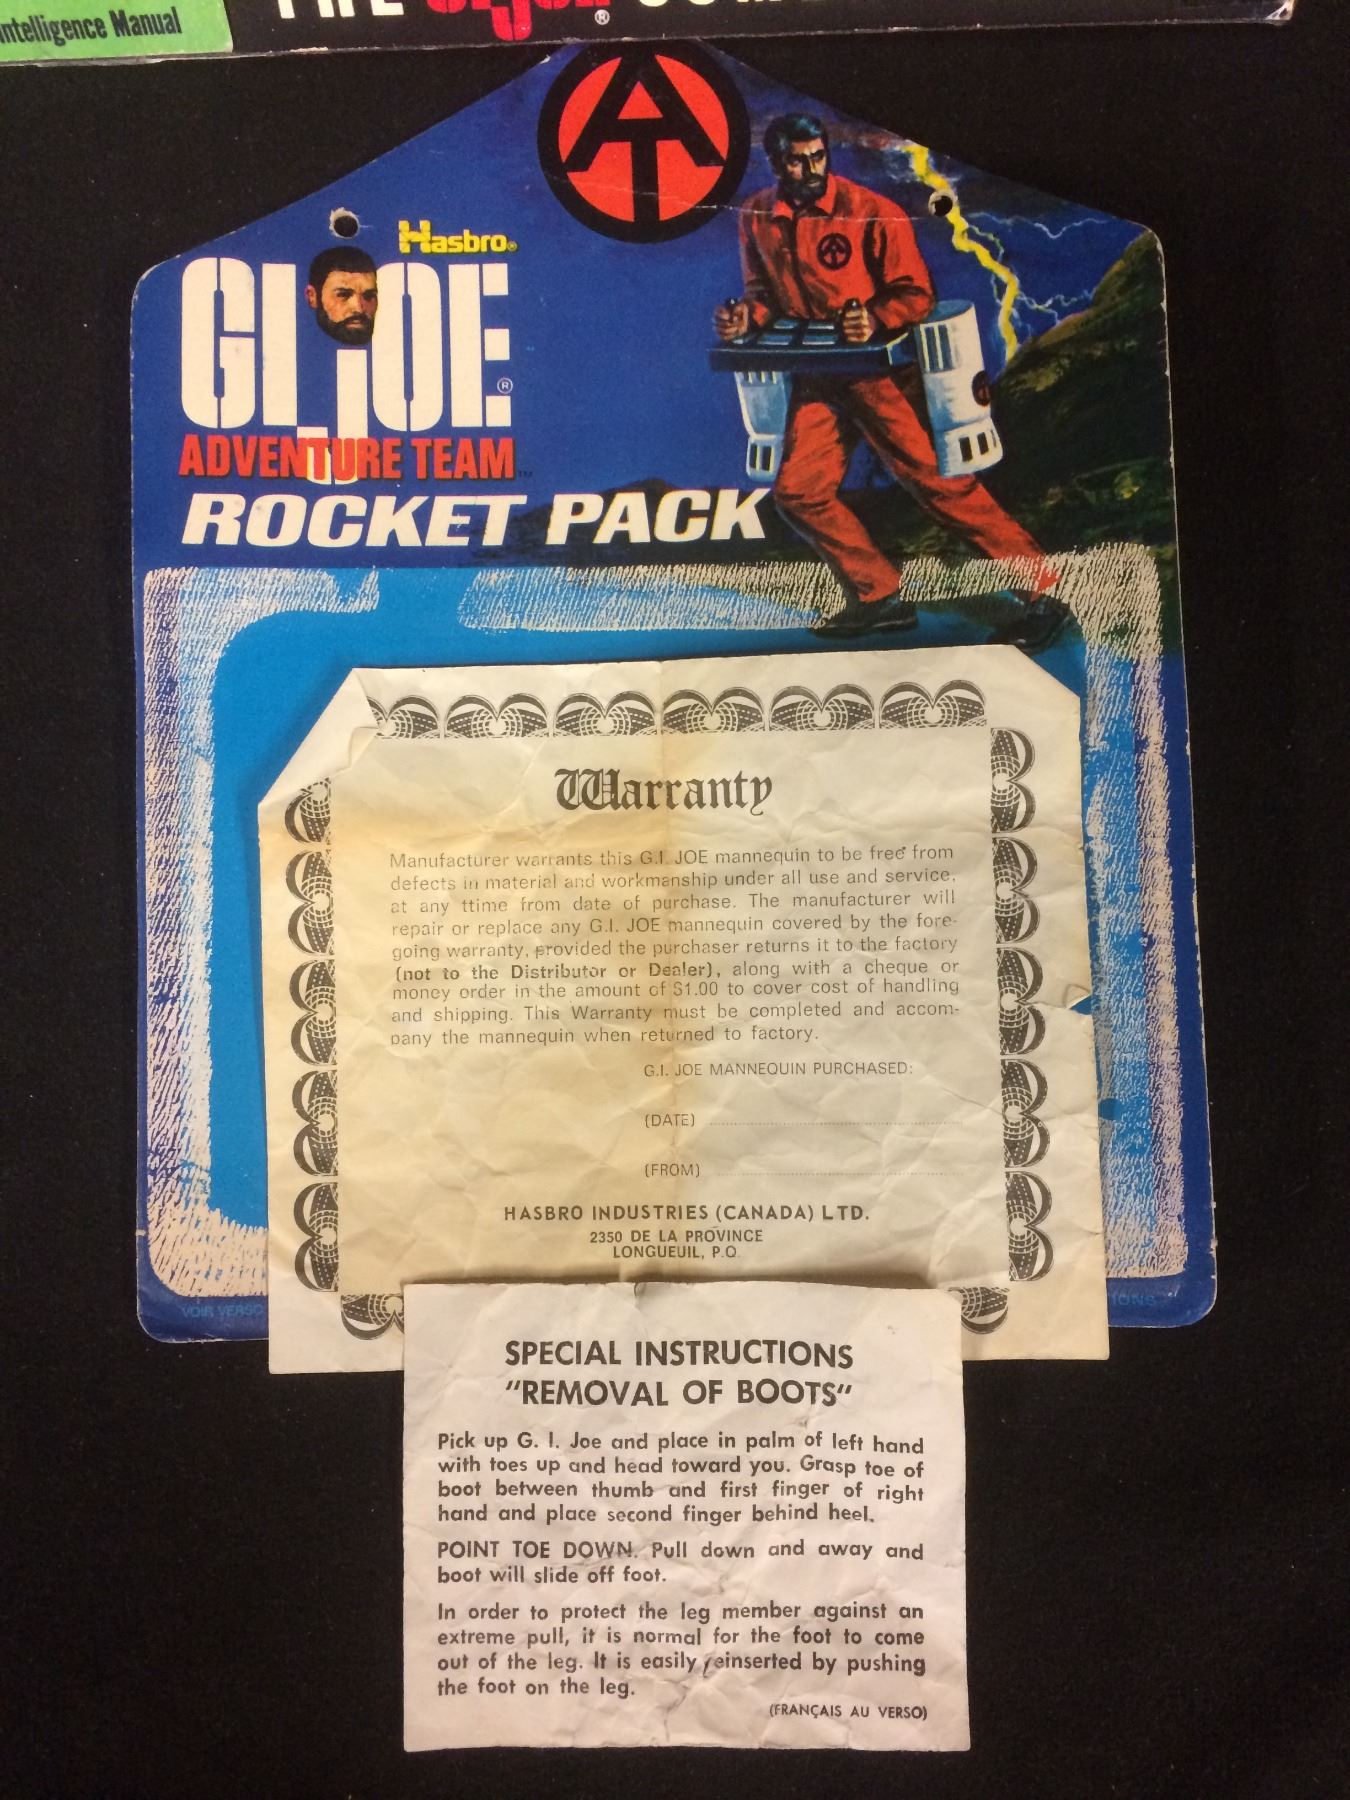 Intelligence Manual
THE
®
AT
Hasbro®
GI JOE®
ADVENTURE TEAM™
ROCKET PACK
Warranty
Manufacturer warrants this G.I. JOE mannequin to be free from
defects in material and workmanship under all use and service,
at any ttime from date of purchase. The manufacturer will
repair or replace any G.I. JOE mannequin covered by the fore-
going warranty, provided the purchaser returns it to the factory
(not to the Distributor or Dealer), along with a cheque or
money order in the amount of $1.00 to cover cost of handling
and shipping. This Warranty must be completed and accom-
pany the mannequin when returned to factory.
G.I. JOE MANNEQUIN PURCHASED:
(DATE)
(FROM)
HASBRO INDUSTRIES (CANADA) LTD.
2350 DE LA PROVINCE
LONGUEUIL, P.Q.
VOIR VERSO
IONS
SPECIAL INSTRUCTIONS
"REMOVAL OF BOOTS"
Pick up G. I. Joe and place in palm of left hand
with toes up and head toward you. Grasp toe of
boot between thumb and first finger of right
hand and place second finger behind heel.
POINT TOE DOWN. Pull down and away and
boot will slide off foot.
In order to protect the leg member against an
extreme pull, it is normal for the foot to come
out of the leg. It is easily reinserted by pushing
the foot on the leg.
(FRANÇAIS AU VERSO)